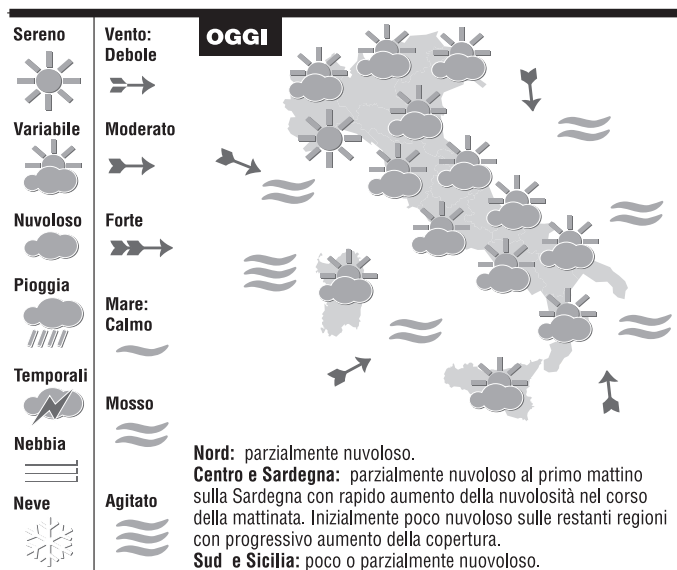 Sereno
Variabile
Nuvoloso
Pioggia
Temporali
Nebbia
Neve
Vento:
Debole
Moderato
Forte
Mare:
Calmo
Mosso
Agitato
OGGI
Nord: parzialmente nuvoloso.
Centro e Sardegna: parzialmente nuvoloso al primo mattino
sulla Sardegna con rapido aumento della nuvolosità nel corso
della mattinata. Inizialmente poco nuvoloso sulle restanti regioni
con progressivo aumento della copertura.
Sud e Sicilia: poco o parzialmente nuovoloso.